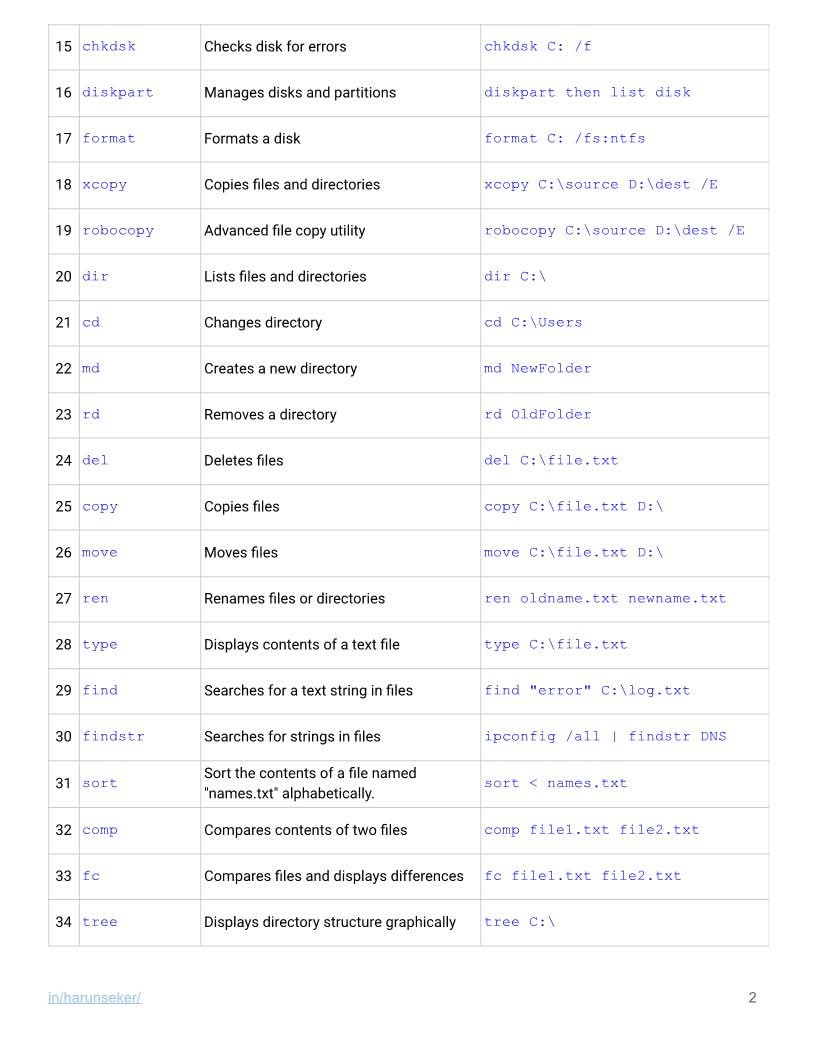 15 chkdsk Checks disk for errors chkdsk C: /f
16 diskpart Manages disks and partitions diskpart then list disk
17 format Formats a disk format C: /fs:ntfs
18 xcopy Copies files and directories xcopy C:\source D:\dest /E
19 robocopy Advanced file copy utility robocopy C:\source D:\dest /E
20 dir Lists files and directories dir C:\
21 cd Changes directory cd C:\Users
22 md Creates a new directory md NewFolder
23 rd Removes a directory rd OldFolder
24 del Deletes files del C:\file.txt
25 copy Copies files copy C:\file.txt D:\
26 move Moves files move C:\file.txt D:\
27 ren Renames files or directories ren oldname.txt newname.txt
28 type Displays contents of a text file type C:\file.txt
29 find Searches for a text string in files find "error" C:\log.txt
30 findstr Searches for strings in files ipconfig /all | findstr DNS
31 sort Sort the contents of a file named
"names.txt" alphabetically. sort < names.txt
32 comp Compares contents of two files comp file1.txt file2.txt
33 fc Compares files and displays differences fc file1.txt file2.txt
34 tree Displays directory structure graphically tree C:\
in/harunseker/ 2